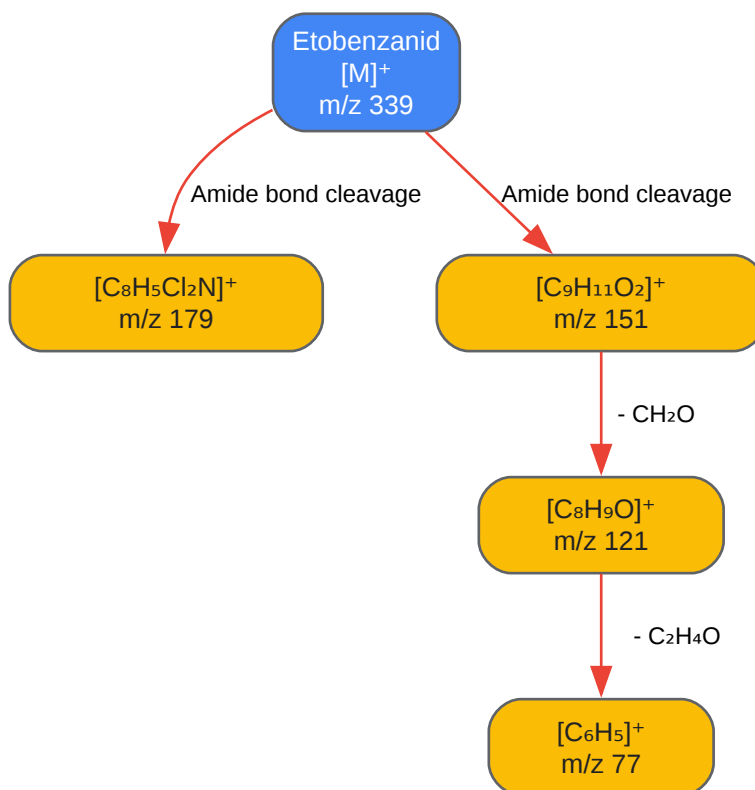 Etobenzanid
[M]⁺
m/z 339
Amide bond cleavage
Amide bond cleavage
[C₈H₅Cl₂N]⁺
m/z 179
[C₉H₁₁O₂]⁺
m/z 151
- CH₂O
[C₈H₉O]⁺
m/z 121
- C₂H₄O
[C₆H₅]⁺
m/z 77